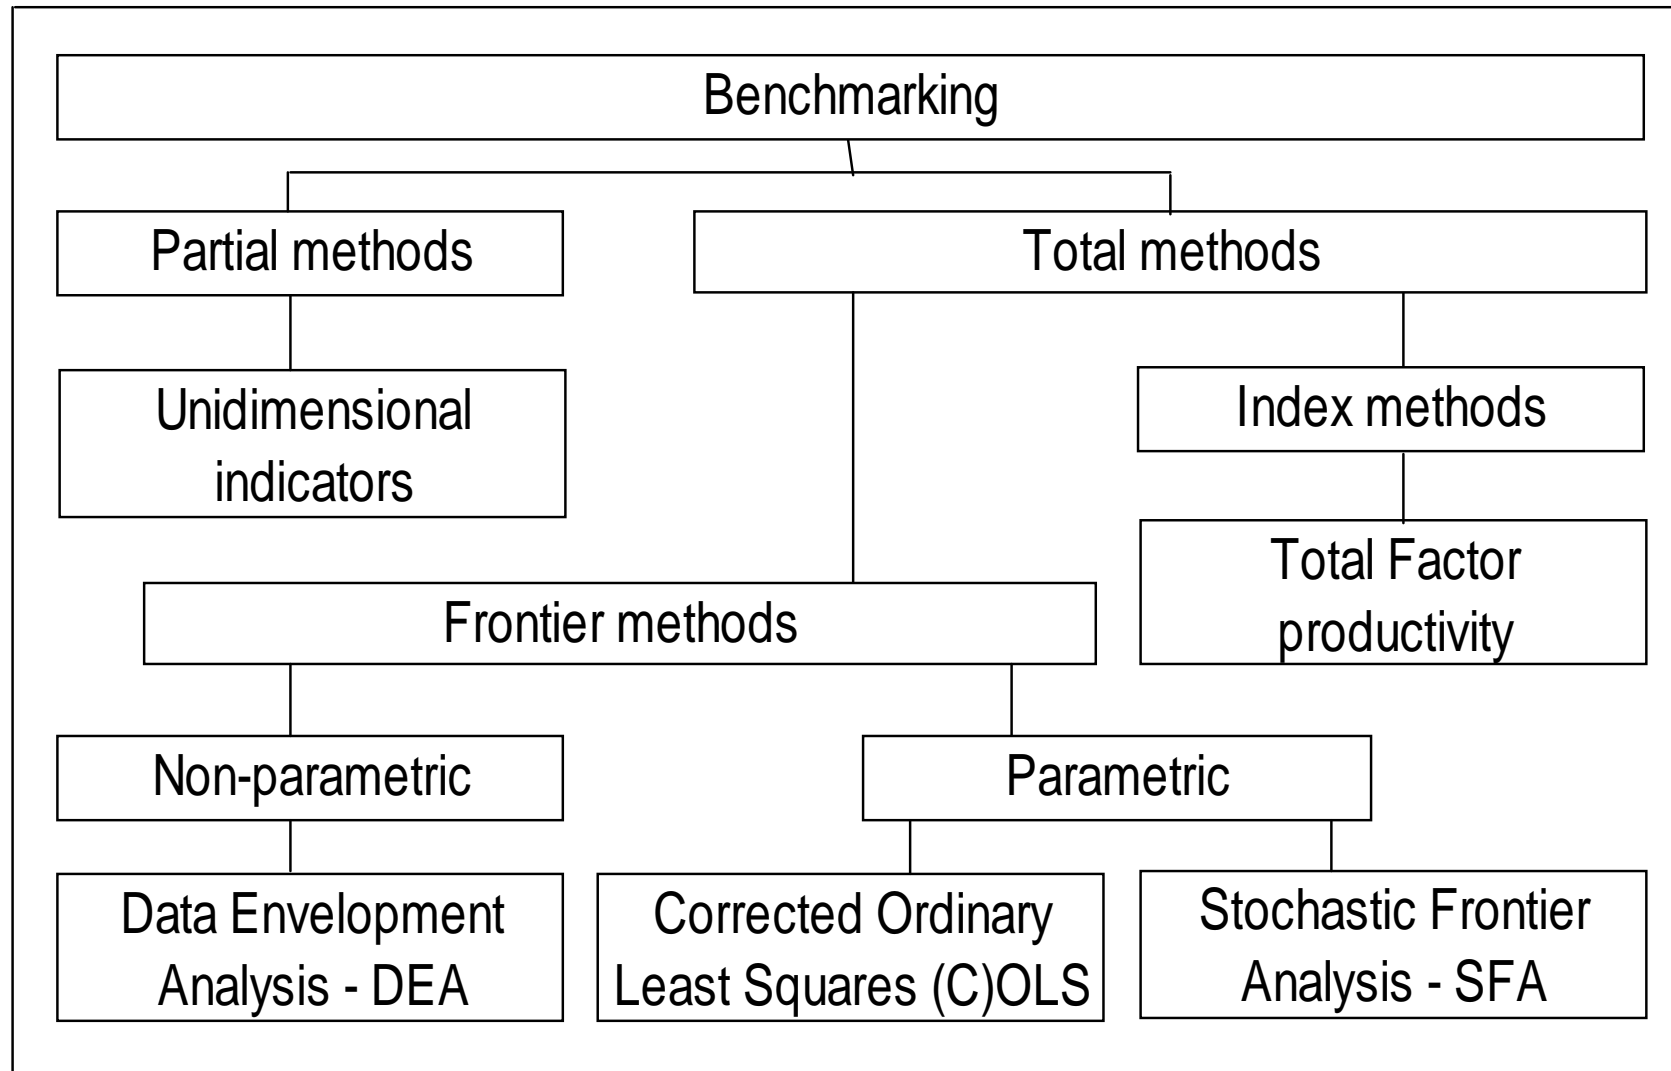 Benchmarking
Partial methods
Total methods
Unidimensional
indicators
Index methods
Total Factor
productivity
Frontier methods
Non-parametric
Parametric
Data Envelopment
Analysis - DEA
Corrected Ordinary
Least Squares (C)OLS
Stochastic Frontier
Analysis - SFA